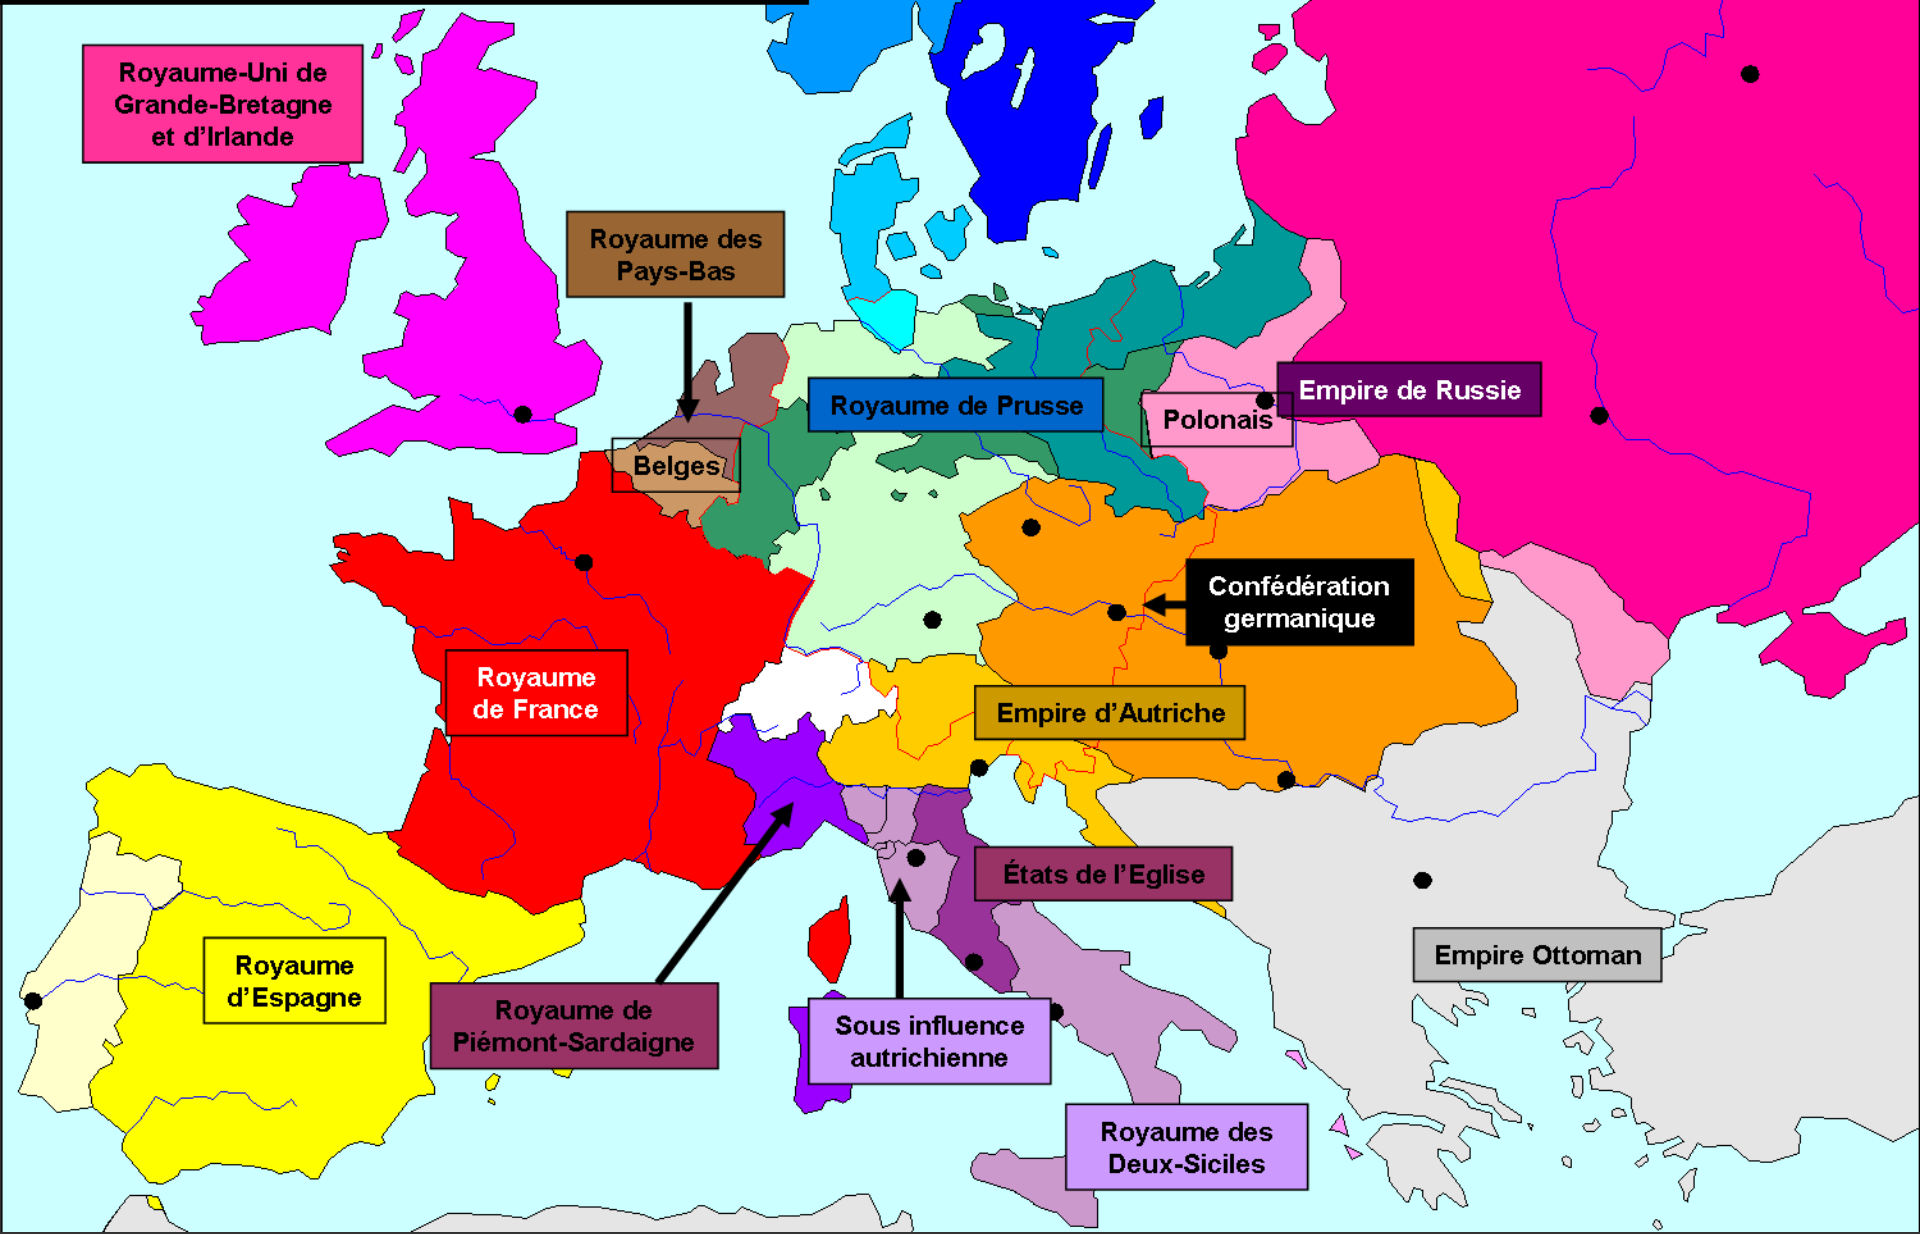 Royaume-Uni de
Grande-Bretagne
et d’Irlande
Royaume des
Pays-Bas
Belges
Royaume de Prusse
Polonais
Empire de Russie
Confédération
germanique
Royaume
de France
Empire d’Autriche
États de l’Eglise
Empire Ottoman
Royaume
d’Espagne
Royaume de
Piémont-Sardaigne
Sous influence
autrichienne
Royaume des
Deux-Siciles